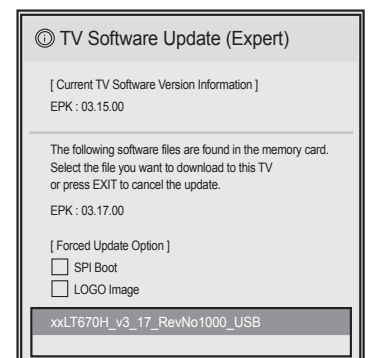 TV Software Update (Expert)
[ Current TV Software Version Information ]
EPK : 03.15.00
The following software files are found in the memory card.
Select the file you want to download to this TV
or press EXIT to cancel the update.
EPK : 03.17.00
[ Forced Update Option ]
SPI Boot
LOGO Image
xxLT670H_v3_17_RevNo1000_USB